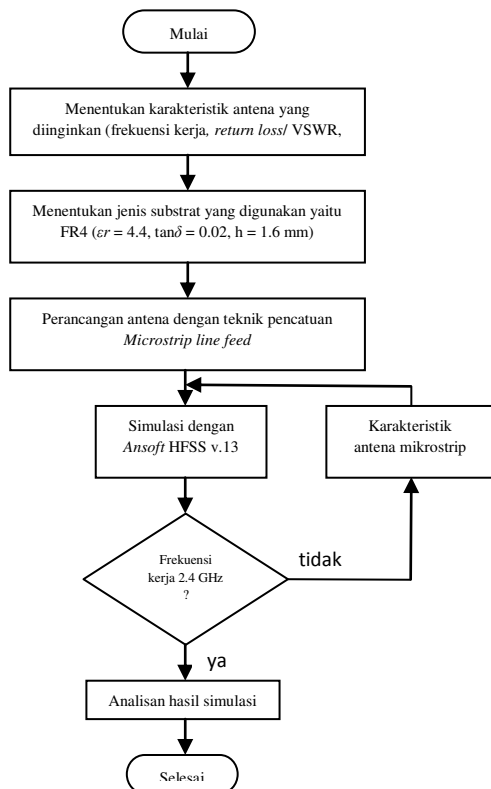 Mulai
Menentukan karakteristik antena yang
diinginkan (frekuensi kerja, return loss/ VSWR,
Menentukan jenis substrat yang digunakan yaitu
FR4 (εr = 4.4, tanδ = 0.02, h = 1.6 mm)
Perancangan antena dengan teknik pencatuan
Microstrip line feed
Simulasi dengan
Ansoft HFSS v.13
Karakteristik
antena mikrostrip
Frekuensi
kerja 2.4 GHz
?
tidak
ya
Analisan hasil simulasi
Selesai